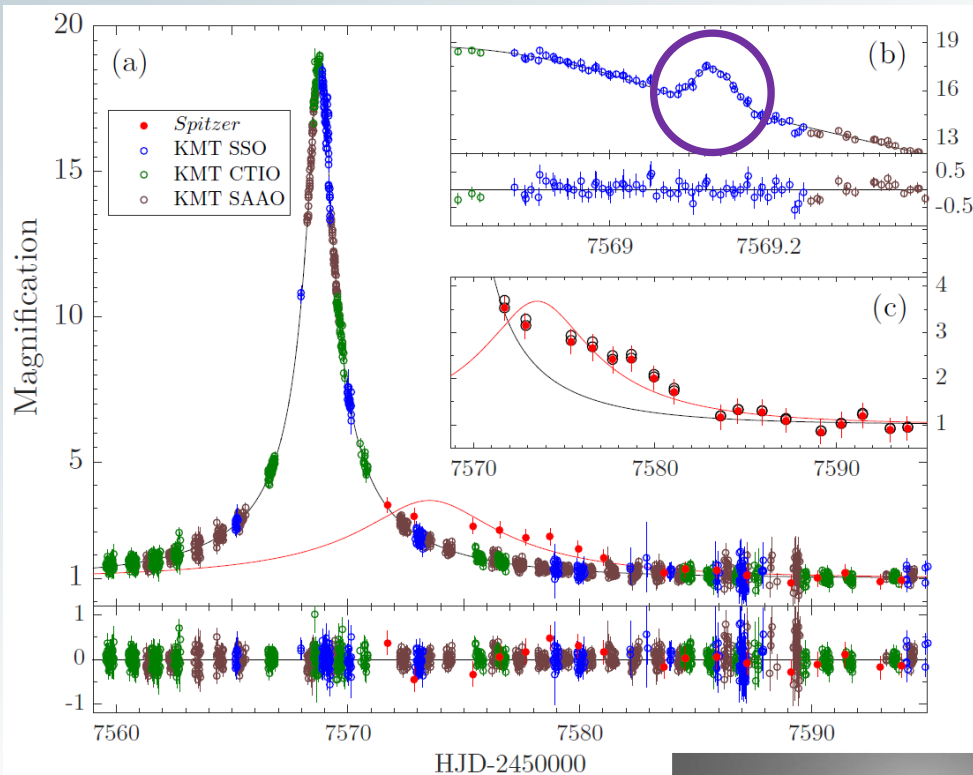 20
15
10
5
1
Magnification
(a)
Spitzer
KMT SSO
KMT CTIO
KMT SAAO
(b)
19
16
13
0.5
-0.5
7569
7569.2
(c)
4
3
2
1
7570
7580
7590
1
0
-1
7560
7570
7580
7590
HJD-2450000